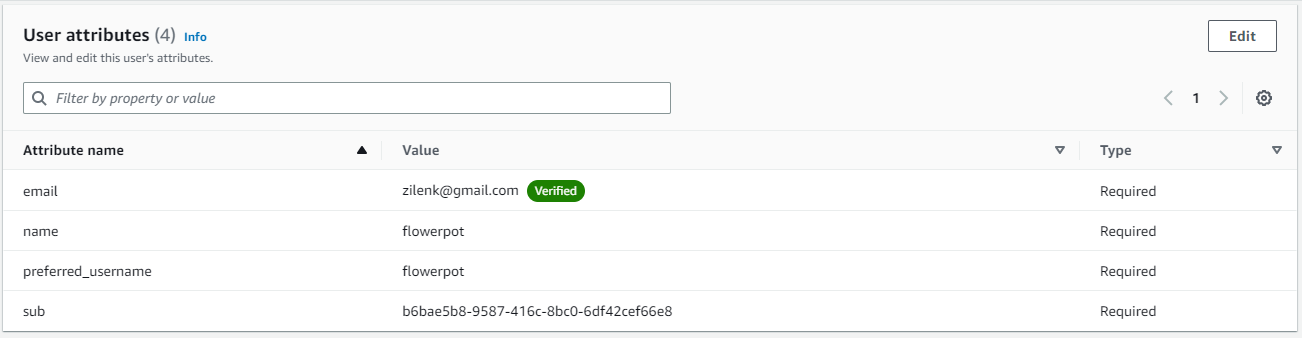 User attributes (4) Info
Edit
View and edit this user's attributes.
Filter by property or value
1
Attribute name Value Type
email zilenk@gmail.com Verified Required
name flowerpot Required
preferred_username flowerpot Required
sub b6bae5b8-9587-416c-8bc0-6df42cef66e8 Required